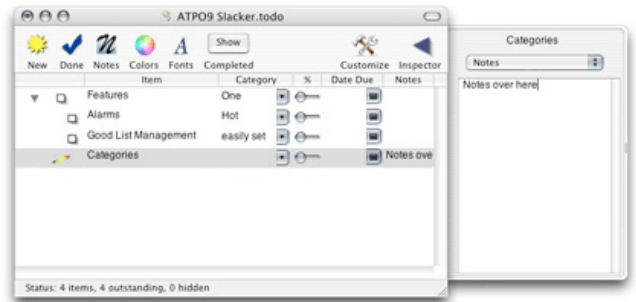 ATPO9 Slacker.todo
New Done Notes Colors Fonts Show Completed Customize Inspector
Item Category % Date Due Notes
Features One
Alarms Hot
Good List Management easily set
Categories Notes ove
Status: 4 items, 4 outstanding, 0 hidden
Categories
Notes
Notes over here